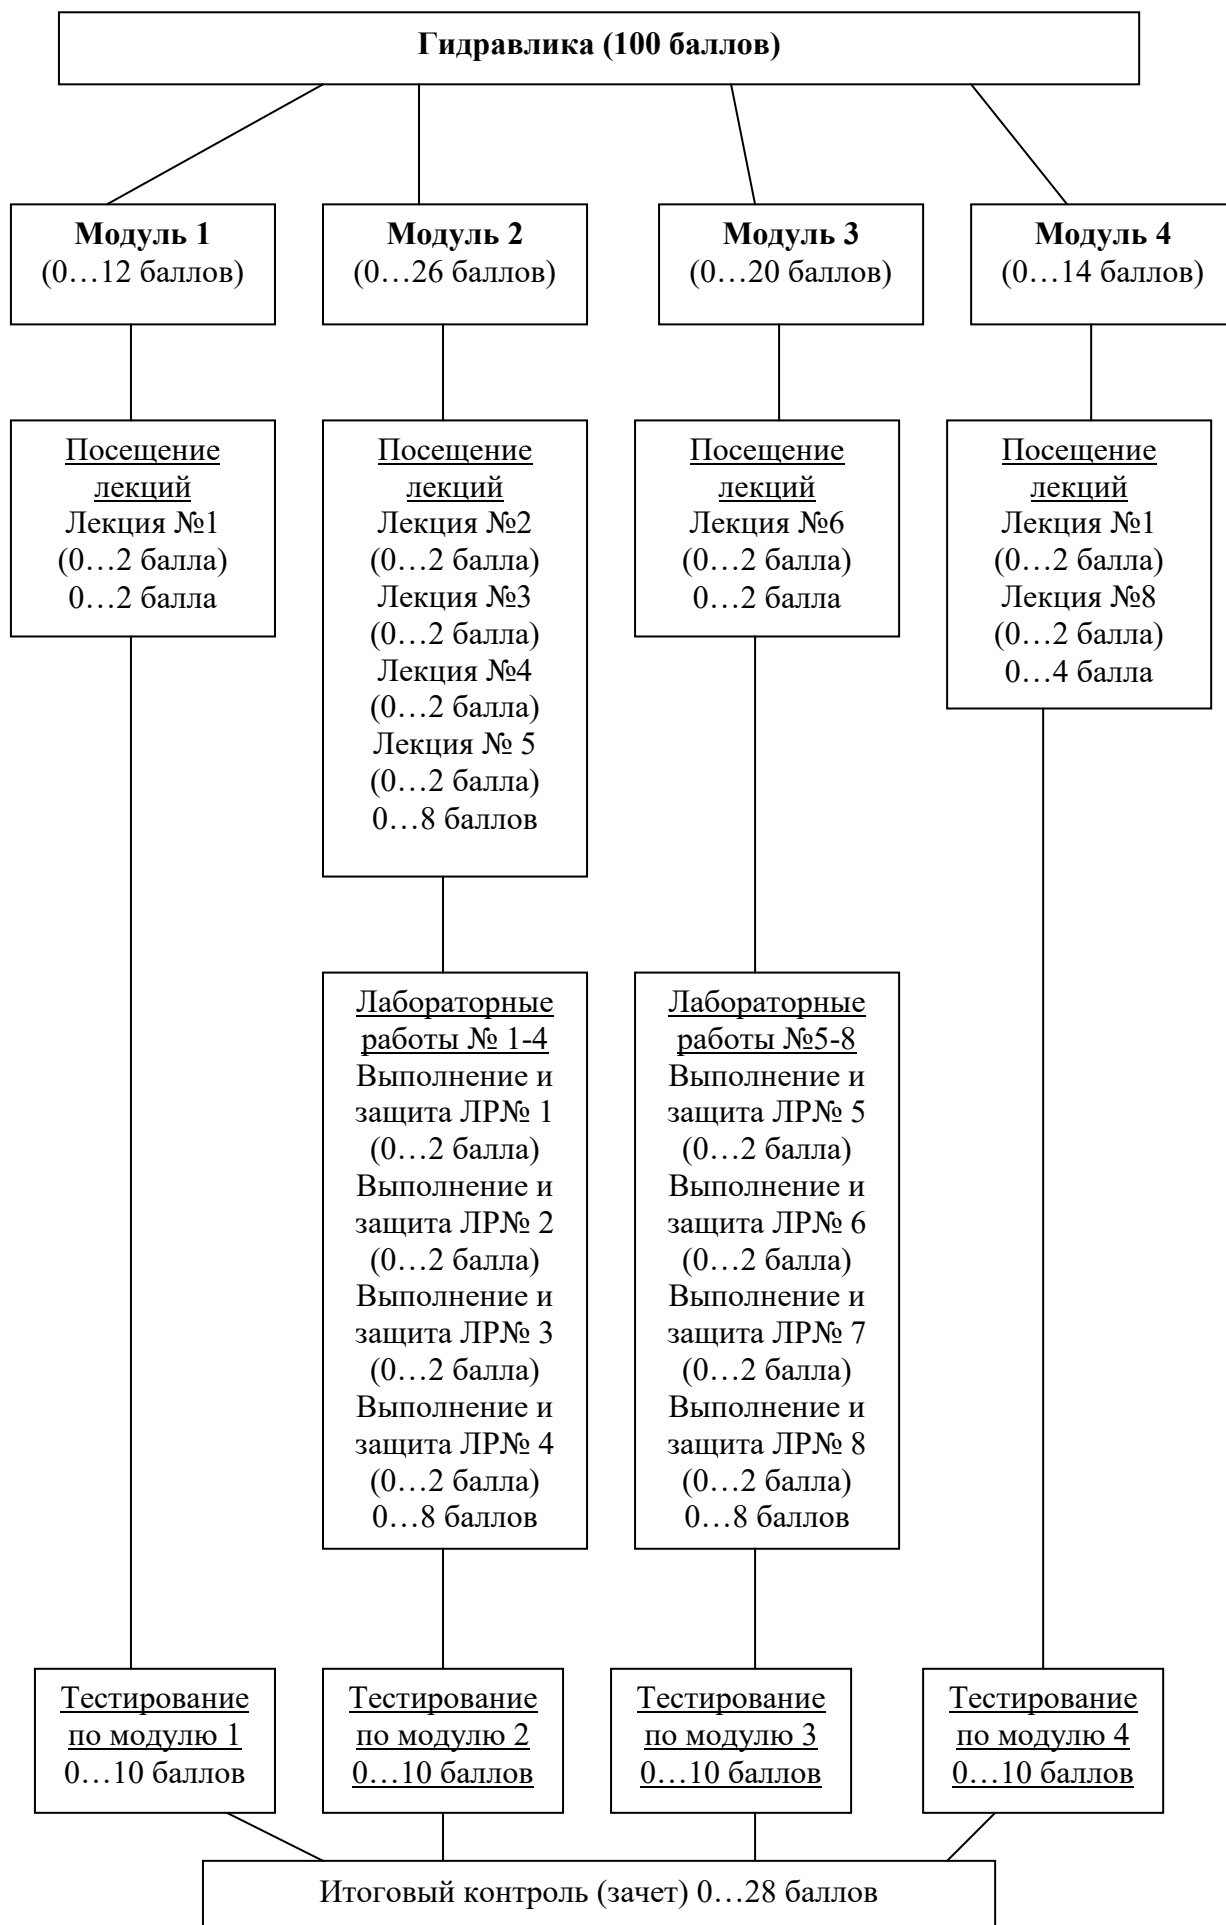 Гидравлика (100 баллов)
Модуль 1
(0…12 баллов)
Модуль 2
(0…26 баллов)
Модуль 3
(0…20 баллов)
Модуль 4
(0…14 баллов)
Посещение
лекций
Лекция №1
(0…2 балла)
0…2 балла
Посещение
лекций
Лекция №2
(0…2 балла)
Лекция №3
(0…2 балла)
Лекция №4
(0…2 балла)
Лекция № 5
(0…2 балла)
0…8 баллов
Посещение
лекций
Лекция №6
(0…2 балла)
0…2 балла
Посещение
лекций
Лекция №1
(0…2 балла)
Лекция №8
(0…2 балла)
0…4 балла
Лабораторные
работы № 1-4
Выполнение и
защита ЛР№ 1
(0…2 балла)
Выполнение и
защита ЛР№ 2
(0…2 балла)
Выполнение и
защита ЛР№ 3
(0…2 балла)
Выполнение и
защита ЛР№ 4
(0…2 балла)
0…8 баллов
Лабораторные
работы №5-8
Выполнение и
защита ЛР№ 5
(0…2 балла)
Выполнение и
защита ЛР№ 6
(0…2 балла)
Выполнение и
защита ЛР№ 7
(0…2 балла)
Выполнение и
защита ЛР№ 8
(0…2 балла)
0…8 баллов
Тестирование
по модулю 1
0…10 баллов
Тестирование
по модулю 2
0…10 баллов
Тестирование
по модулю 3
0…10 баллов
Тестирование
по модулю 4
0…10 баллов
Итоговый контроль (зачет) 0…28 баллов